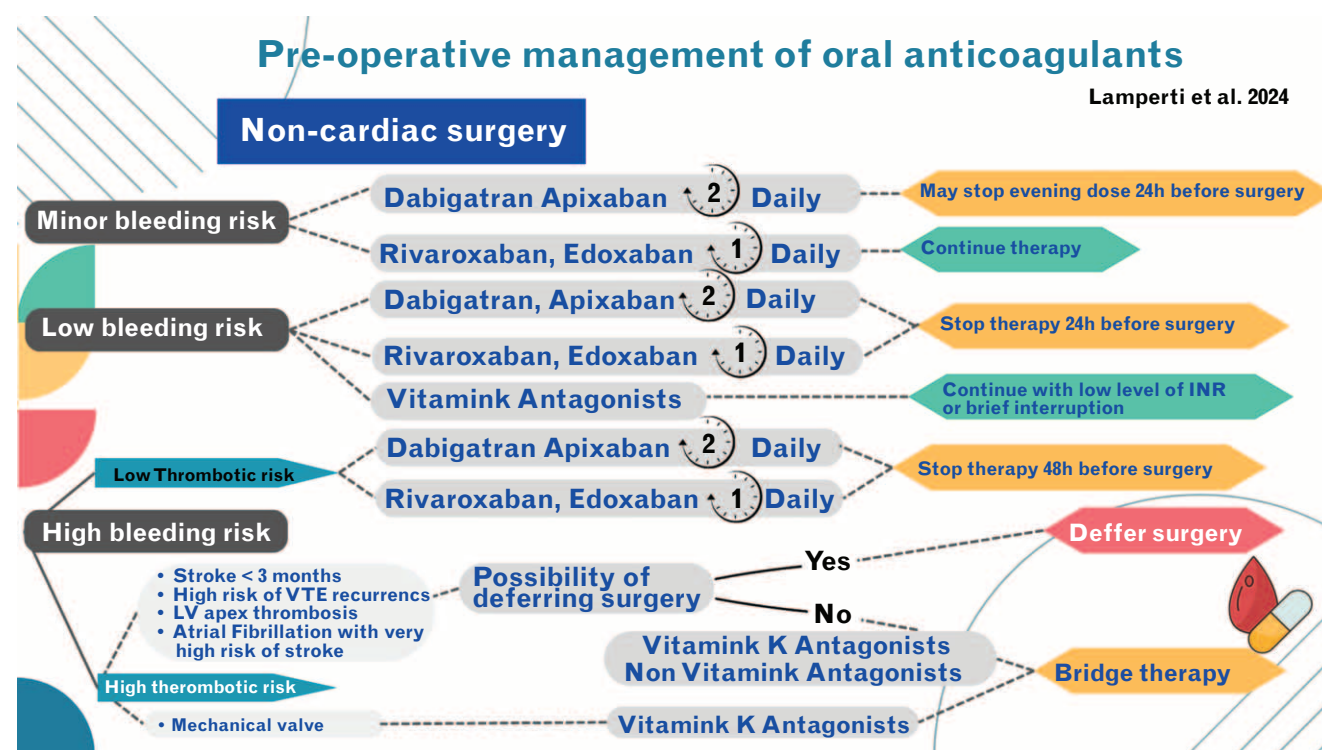 Pre-operative management of oral anticoagulants
Lamperti et al. 2024
Non-cardiac surgery
Minor bleeding risk
Dabigatran Apixaban 2 Daily
May stop evening dose 24h before surgery
Rivaroxaban, Edoxaban 1 Daily
Continue therapy
Low bleeding risk
Dabigatran, Apixaban 2 Daily
Rivaroxaban, Edoxaban 1 Daily
Stop therapy 24h before surgery
Vitamink Antagonists
Continue with low level of INR
or brief interruption
High bleeding risk
Low Thrombotic risk
Dabigatran Apixaban 2 Daily
Rivaroxaban, Edoxaban 1 Daily
Stop therapy 48h before surgery
High therombotic risk
• Stroke < 3 months
• High risk of VTE recurrencs
• LV apex thrombosis
• Atrial Fibrillation with very
high risk of stroke
Possibility of
deferring surgery
Yes
Deffer surgery
No
Vitamink K Antagonists
Non Vitamink Antagonists
Bridge therapy
• Mechanical valve
Vitamink K Antagonists